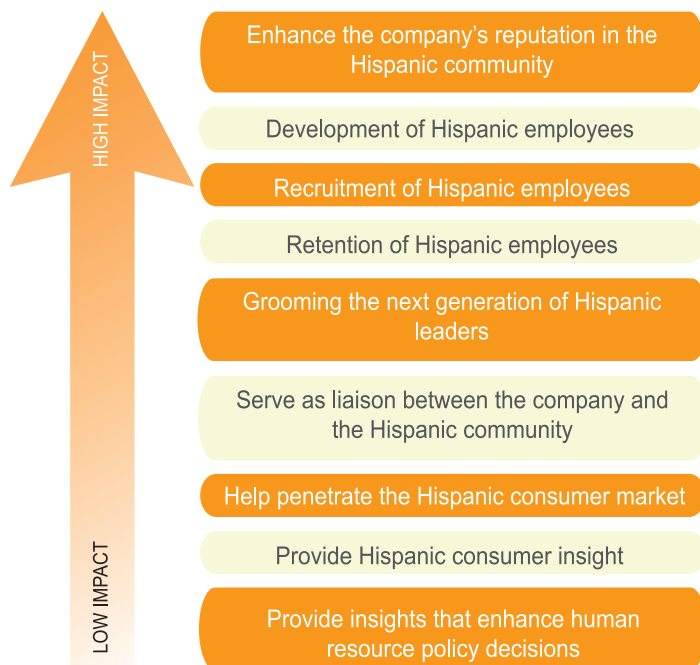 HIGH IMPACT
Enhance the company’s reputation in the
Hispanic community
Development of Hispanic employees
Recruitment of Hispanic employees
Retention of Hispanic employees
Grooming the next generation of Hispanic
leaders
Serve as liaison between the company and
the Hispanic community
Help penetrate the Hispanic consumer market
Provide Hispanic consumer insight
LOW IMPACT
Provide insights that enhance human
resource policy decisions